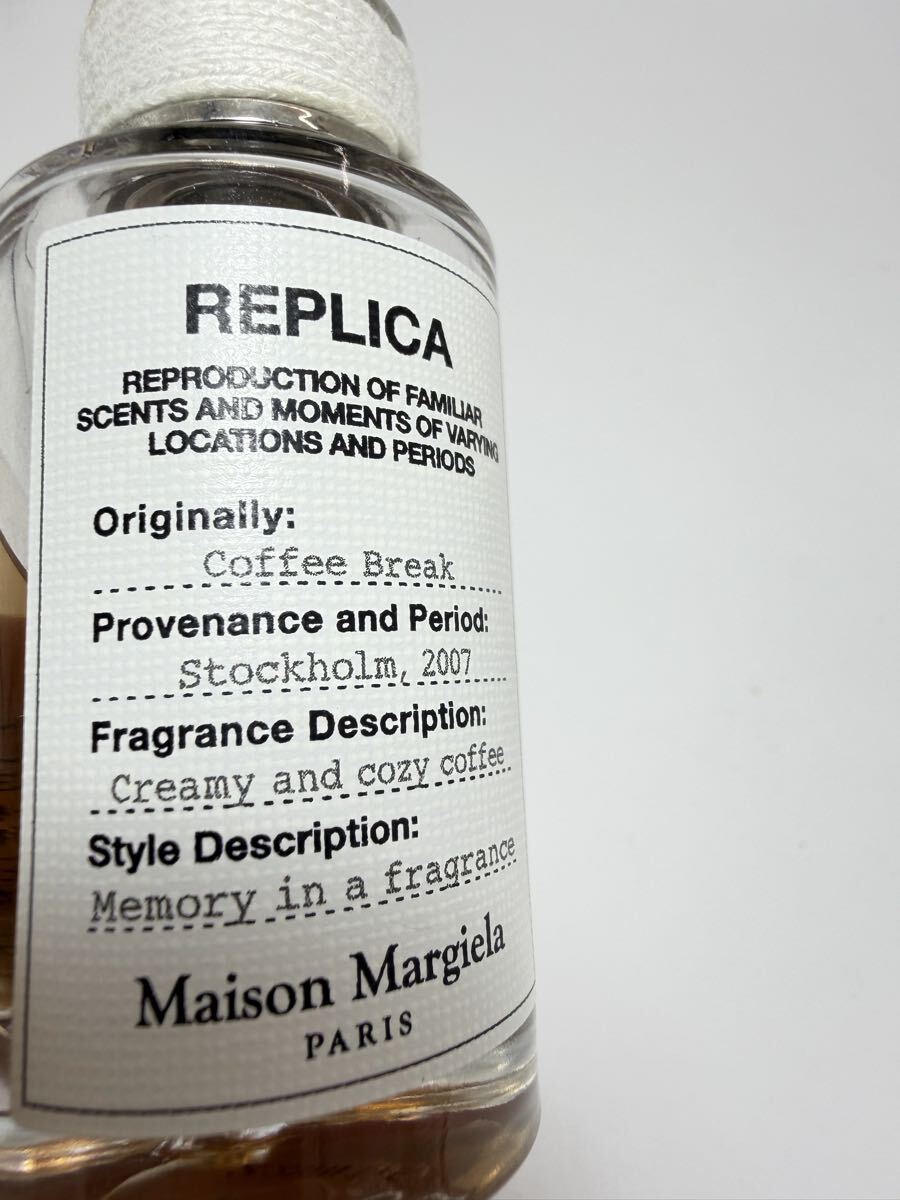 REPLICA
REPRODUCTION OF FAMILIAR
SCENTS AND MOMENTS OF VARYING
LOCATIONS AND PERIODS
Originally:
Coffee Break
Provenance and Period:
Stockholm, 2007
Fragrance Description:
Creamy and cozy coffee
Style Description:
Memory in a fragrance
Maison Margiela
PARIS